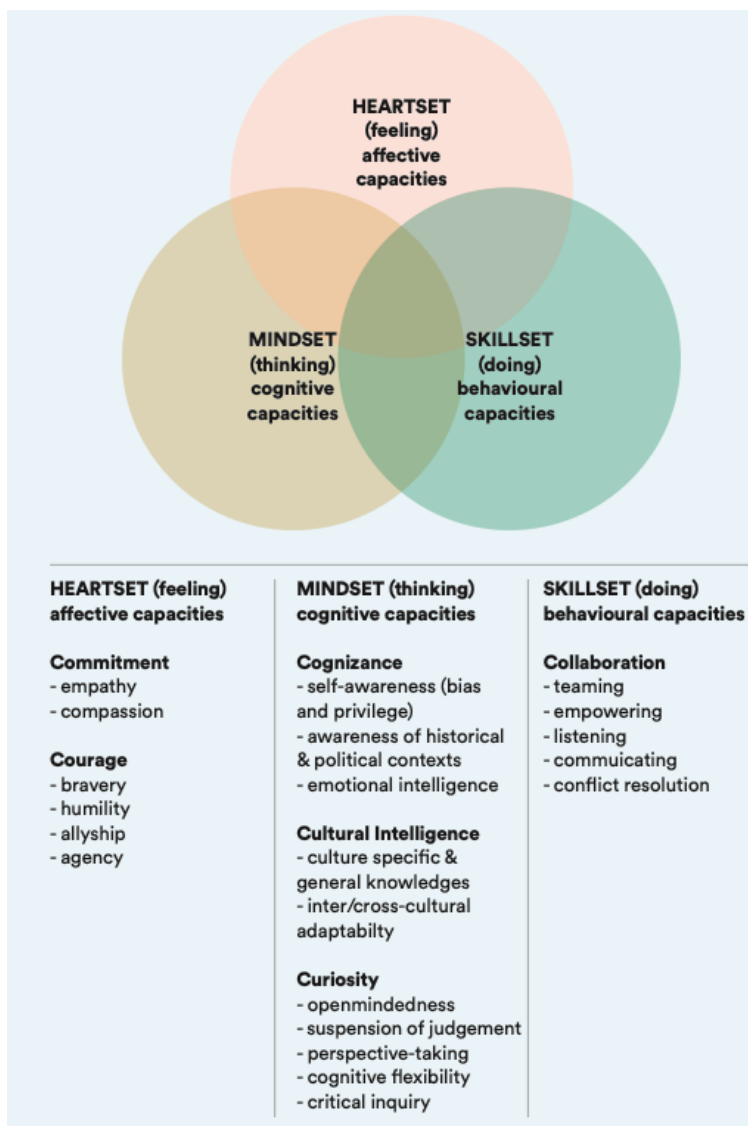 HEARTSET
(feeling)
affective
capacities
MINDSET
(thinking)
cognitive
capacities
SKILLSET
(doing)
behavioural
capacities
HEARTSET (feeling)
affective capacities
Commitment
- empathy
- compassion
Courage
- bravery
- humility
- allyship
- agency
MINDSET (thinking)
cognitive capacities
Cognizance
- self-awareness (bias
and privilege)
- awareness of historical
& political contexts
- emotional intelligence
Cultural Intelligence
- culture specific &
general knowledges
- inter/cross-cultural
adaptabilty
Curiosity
- openmindedness
- suspension of judgement
- perspective-taking
- cognitive flexibility
- critical inquiry
SKILLSET (doing)
behavioural capacities
Collaboration
- teaming
- empowering
- listening
- commuicating
- conflict resolution